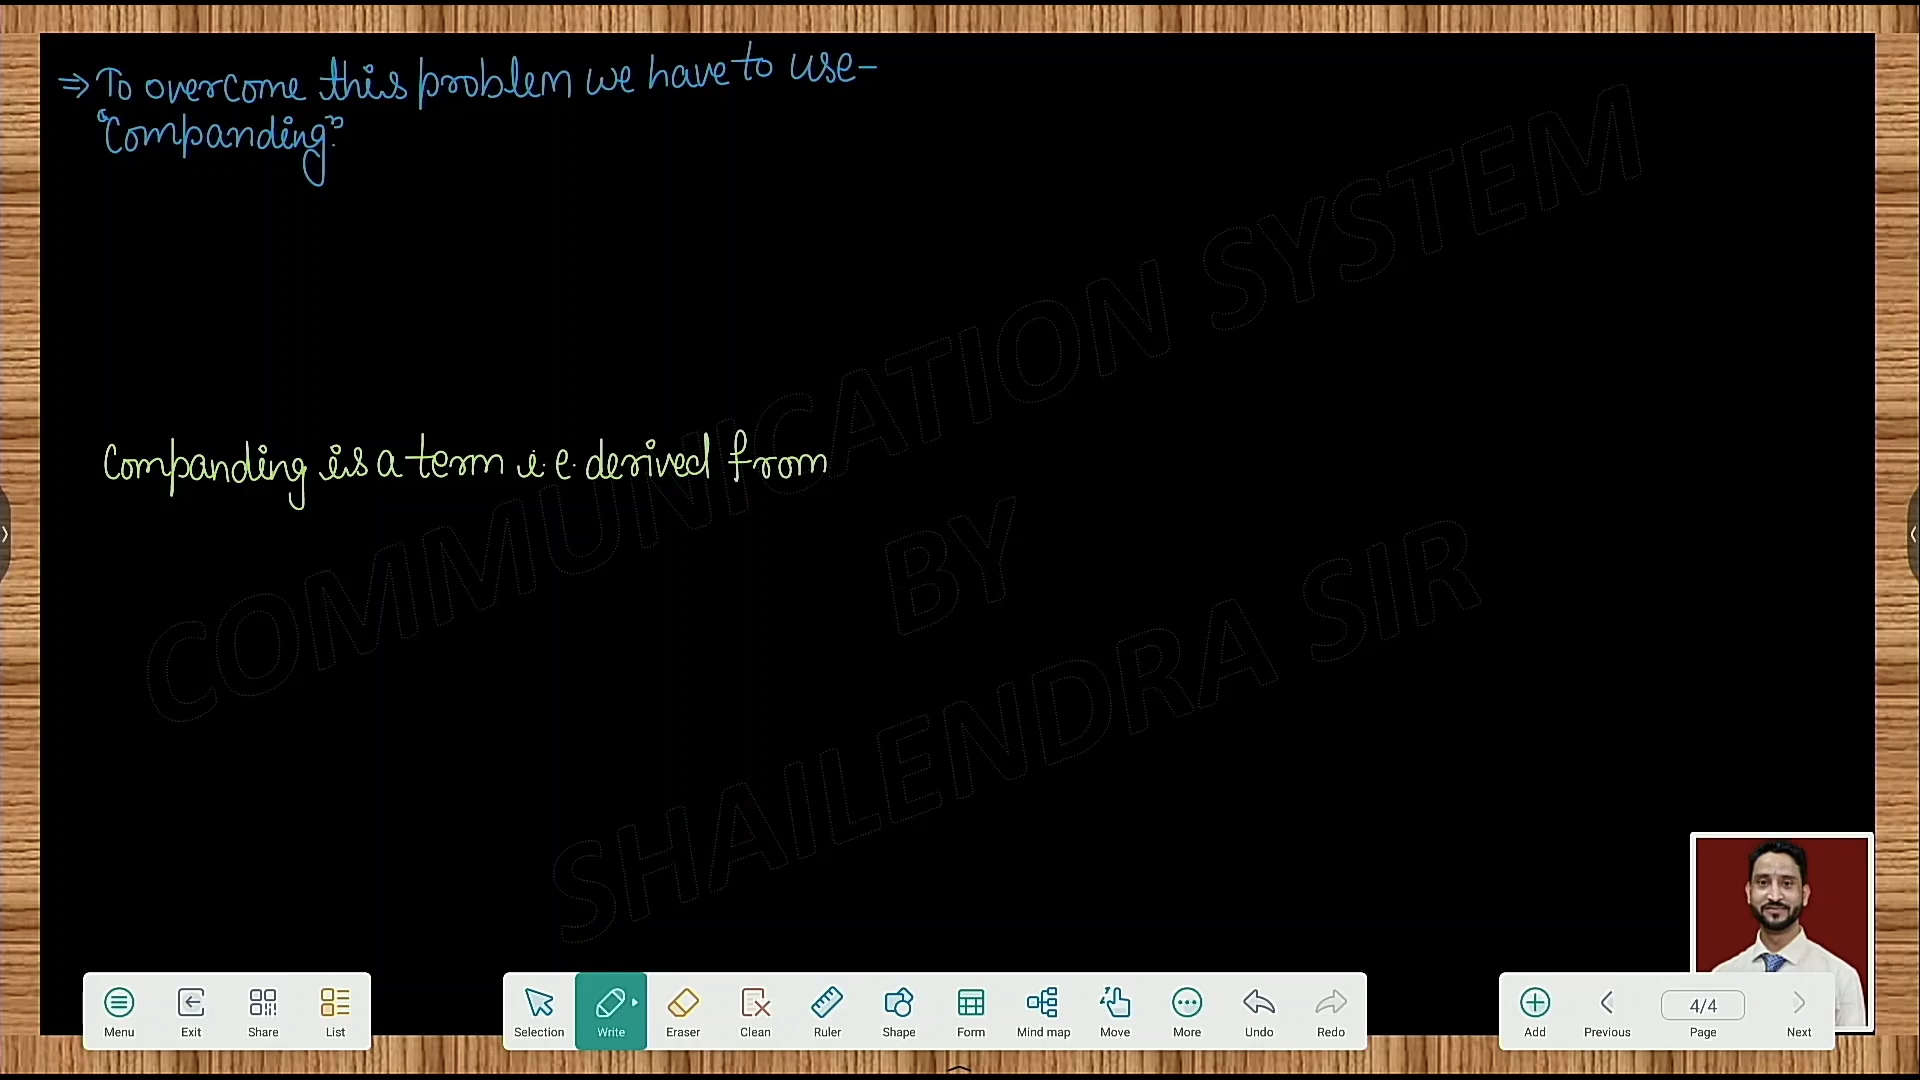 ⇒ To overcome this problem we have to use-
"Companding."
Companding is a term i.e. derived from
COMMUNICATION SYSTEM
BY
SHAILENDRA SIR
Menu
Exit
Share
List
Selection
Write
Eraser
Clean
Ruler
Shape
Form
Mind map
Move
More
Undo
Redo
Add
Previous
4/4
Page
Next